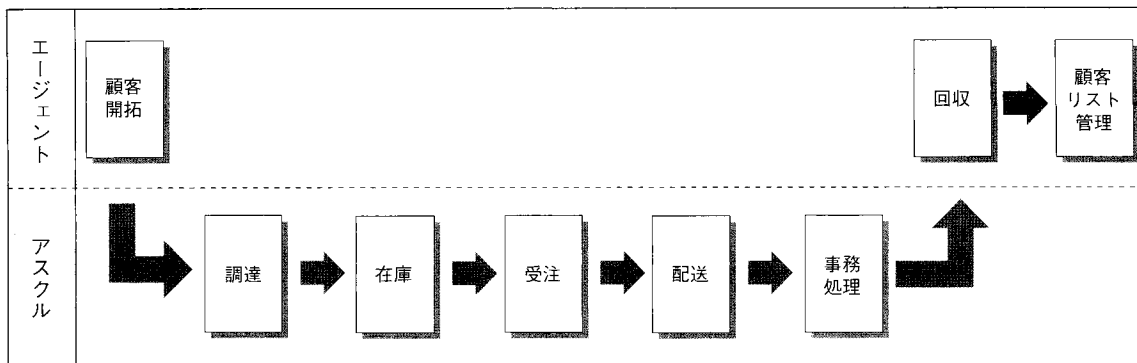 エージェント
顧客
開拓
回収
顧客
リスト
管理
アスクル
調達
在庫
受注
配送
事務
処理